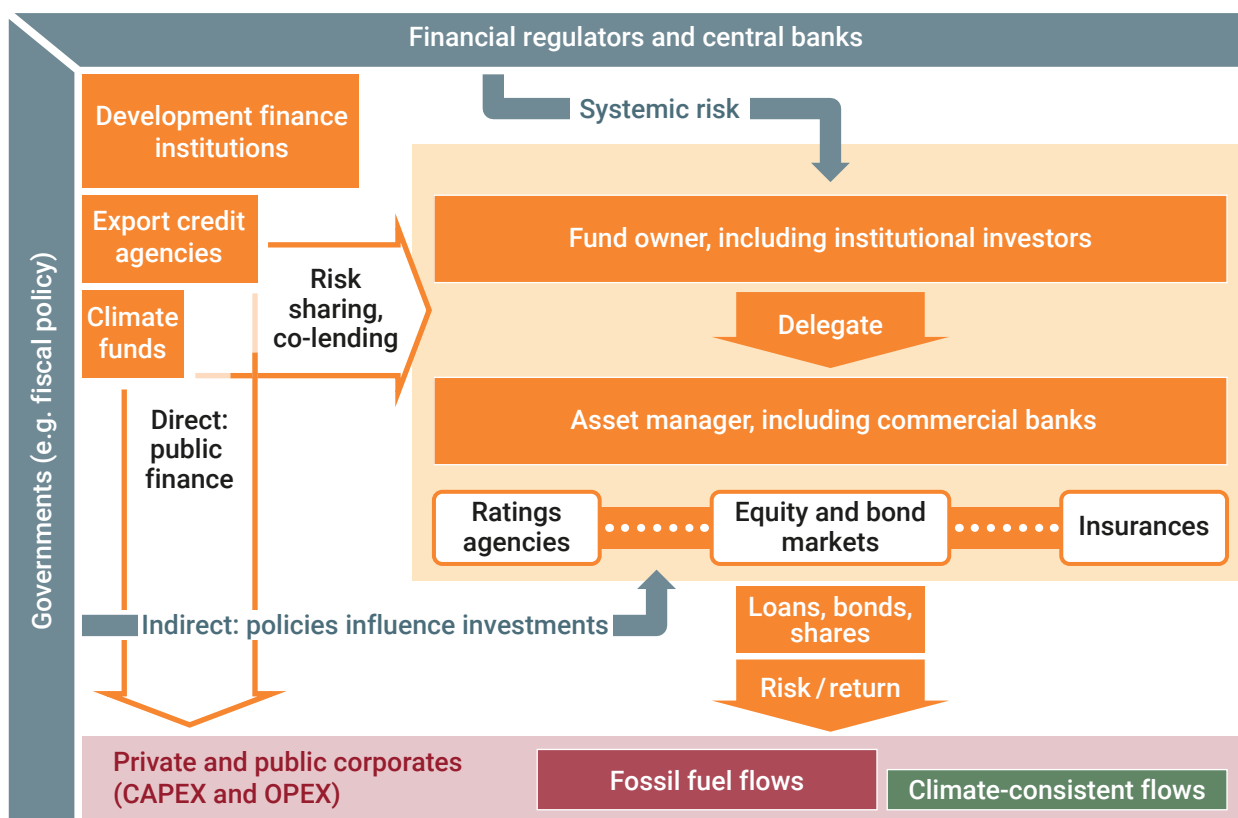 Financial regulators and central banks
Governments (e.g. fiscal policy)
Development finance
institutions
Systemic risk
Export credit
agencies
Climate
funds
Risk
sharing,
co-lending
Direct:
public
finance
Fund owner, including institutional investors
Delegate
Asset manager, including commercial banks
Ratings
agencies
Equity and bond
markets
Insurances
Indirect: policies influence investments
Loans, bonds,
shares
Risk / return
Private and public corporates
(CAPEX and OPEX)
Fossil fuel flows
Climate-consistent flows